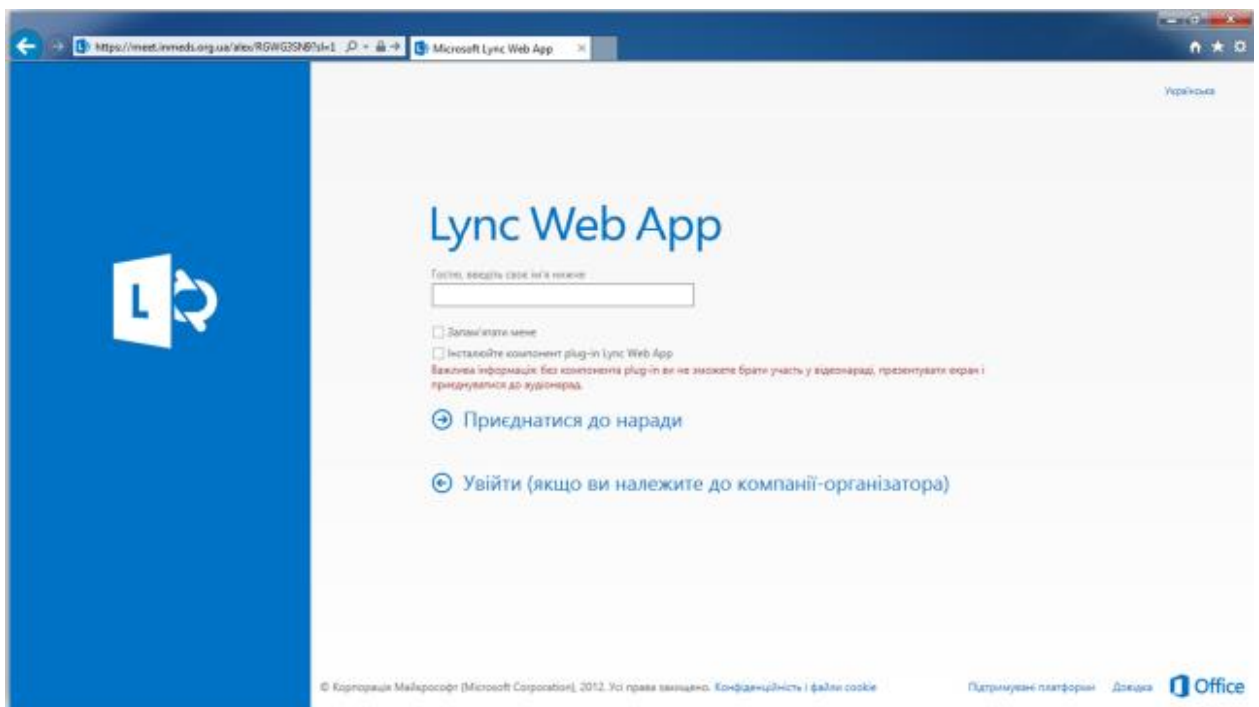 https://meet.inmeds.org.ua/alex/RGWG3SN9?sl=1
Microsoft Lync Web App
Українська
Lync Web App
Гостю, введіть своє ім'я нижче
L
Запам'ятати мене
Інсталюйте компонент plug-in Lync Web App
Важлива інформація: без компонента plug-in ви не зможете брати участь у відеонараді, презентувати екран і
приєднуватися до аудіонарад.
Приєднатися до наради
Увійти (якщо ви належите до компанії-організатора)
© Корпорація Майкрософт (Microsoft Corporation), 2012. Усі права захищено. Конфіденційність і файли cookie
Підтримувані платформи Довідка Office